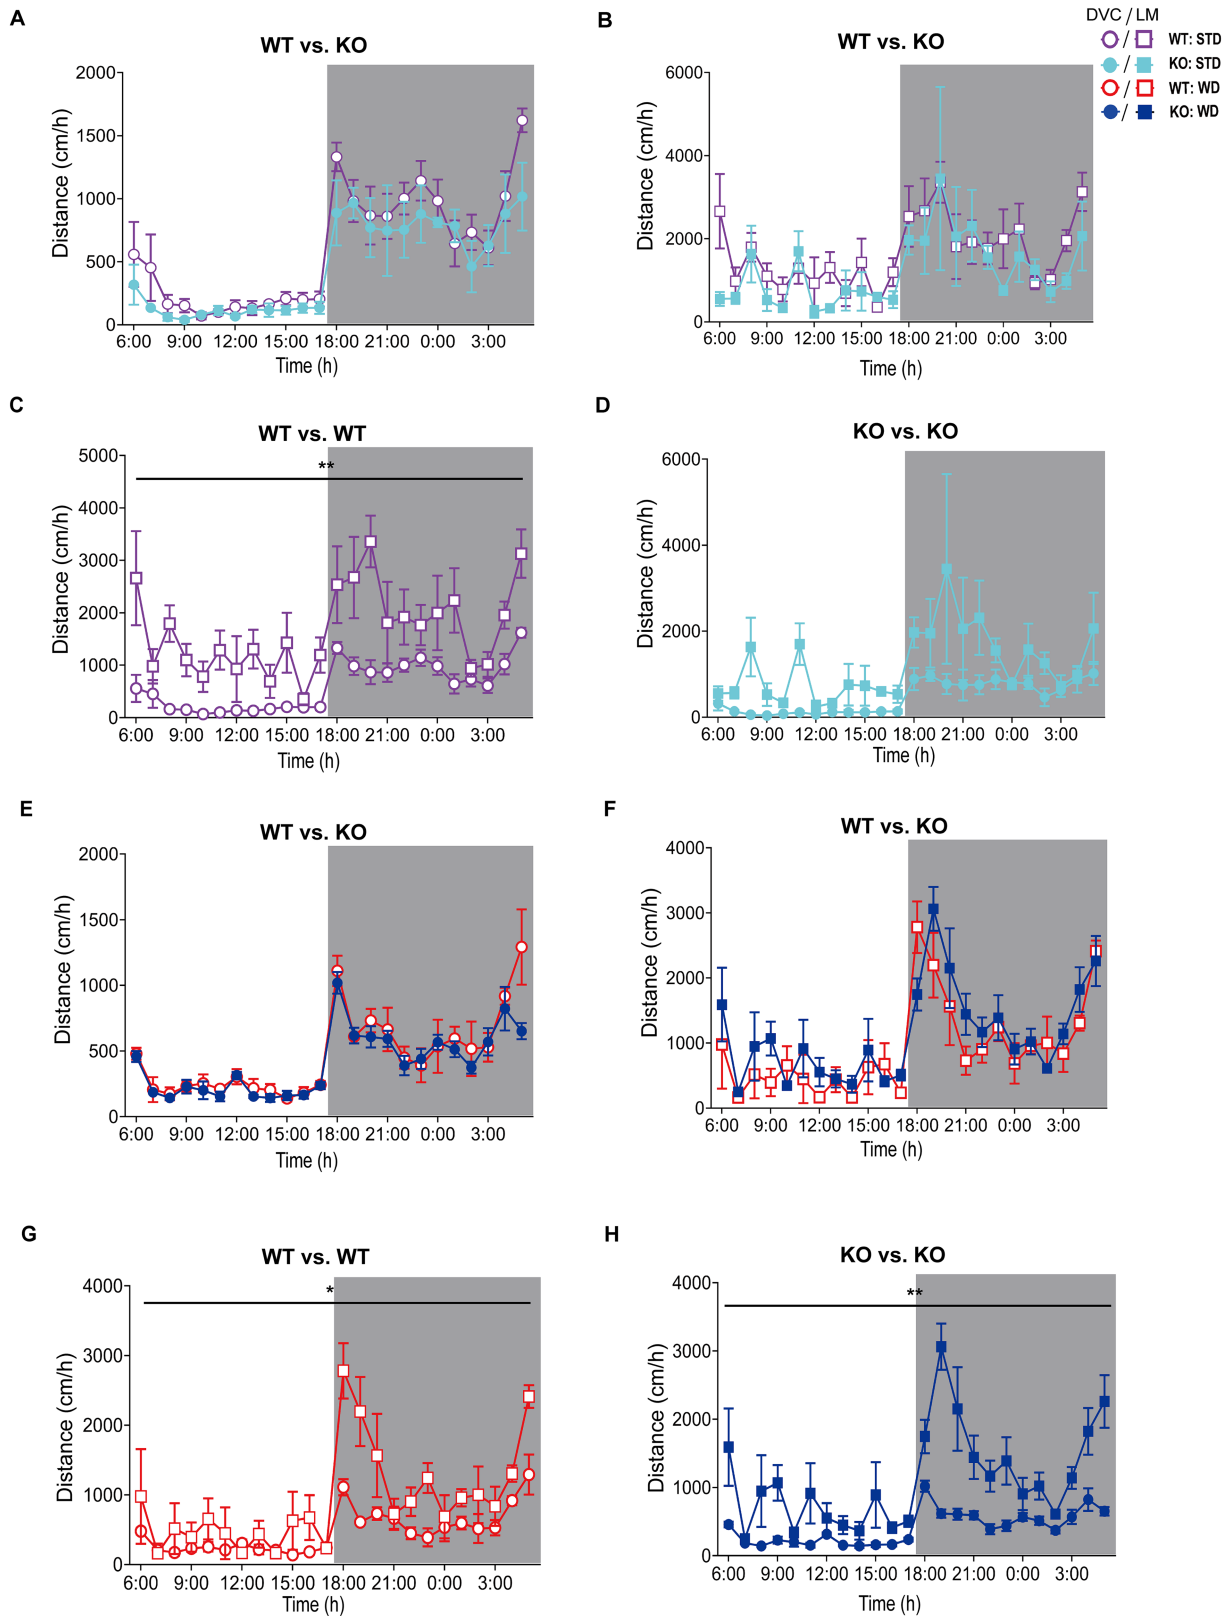 A
WT vs. KO
Distance (cm/h)
2000
1500
1000
500
0
6:00 9:00 12:00 15:00 18:00 21:00 0:00 3:00
Time (h)
B
WT vs. KO
Distance (cm/h)
6000
4000
2000
0
6:00 9:00 12:00 15:00 18:00 21:00 0:00 3:00
Time (h)
DVC / LM
/ WT: STD
/ KO: STD
/ WT: WD
/ KO: WD
C
WT vs. WT
Distance (cm/h)
5000
**
4000
3000
2000
1000
0
6:00 9:00 12:00 15:00 18:00 21:00 0:00 3:00
Time (h)
D
KO vs. KO
Distance (cm/h)
6000
4000
2000
0
6:00 9:00 12:00 15:00 18:00 21:00 0:00 3:00
Time (h)
E
WT vs. KO
Distance (cm/h)
2000
1500
1000
500
0
6:00 9:00 12:00 15:00 18:00 21:00 0:00 3:00
Time (h)
F
WT vs. KO
Distance (cm/h)
4000
3000
2000
1000
0
6:00 9:00 12:00 15:00 18:00 21:00 0:00 3:00
Time (h)
G
WT vs. WT
Distance (cm/h)
4000
*
3000
2000
1000
0
6:00 9:00 12:00 15:00 18:00 21:00 0:00 3:00
Time (h)
H
KO vs. KO
Distance (cm/h)
4000
**
3000
2000
1000
0
6:00 9:00 12:00 15:00 18:00 21:00 0:00 3:00
Time (h)